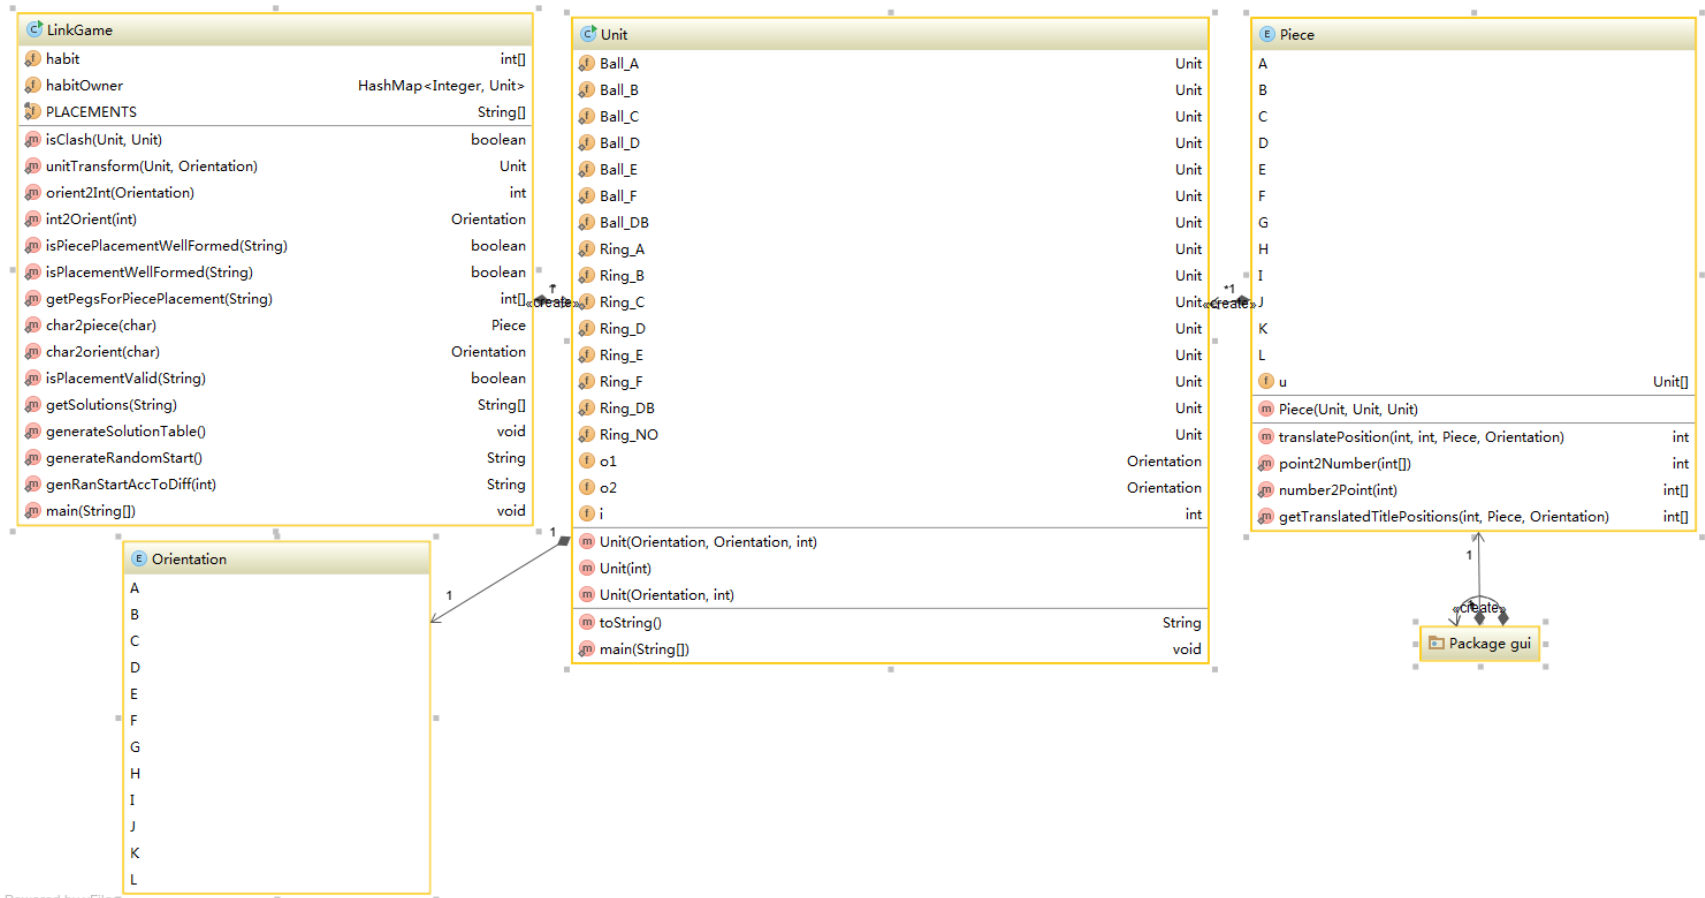 LinkGame
habit int[]
habitOwner HashMap<Integer, Unit>
PLACEMENTS String[]
isClash(Unit, Unit) boolean
unitTransform(Unit, Orientation) Unit
orient2Int(Orientation) int
int2Orient(int) Orientation
isPiecePlacementWellFormed(String) boolean
isPlacementWellFormed(String) boolean
getPegsForPiecePlacement(String) int[]
char2piece(char) Piece
char2orient(char) Orientation
isPlacementValid(String) boolean
getSolutions(String) String[]
generateSolutionTable() void
generateRandomStart() String
genRanStartAccToDiff(int) String
main(String[]) void
«create»
Unit
Ball_A Unit
Ball_B Unit
Ball_C Unit
Ball_D Unit
Ball_E Unit
Ball_F Unit
Ball_DB Unit
Ring_A Unit
Ring_B Unit
Ring_C Unit
Ring_D Unit
Ring_E Unit
Ring_F Unit
Ring_DB Unit
Ring_NO Unit
o1 Orientation
o2 Orientation
i int
Unit(Orientation, Orientation, int)
Unit(int)
Unit(Orientation, int)
toString() String
main(String[]) void
*1
«create»
Piece
A
B
C
D
E
F
G
H
I
J
K
L
u Unit[]
Piece(Unit, Unit, Unit)
translatePosition(int, int, Piece, Orientation) int
point2Number(int[]) int
number2Point(int) int[]
getTranslatedTitlePositions(int, Piece, Orientation) int[]
1
«create»
Package gui
1
1
Orientation
A
B
C
D
E
F
G
H
I
J
K
L